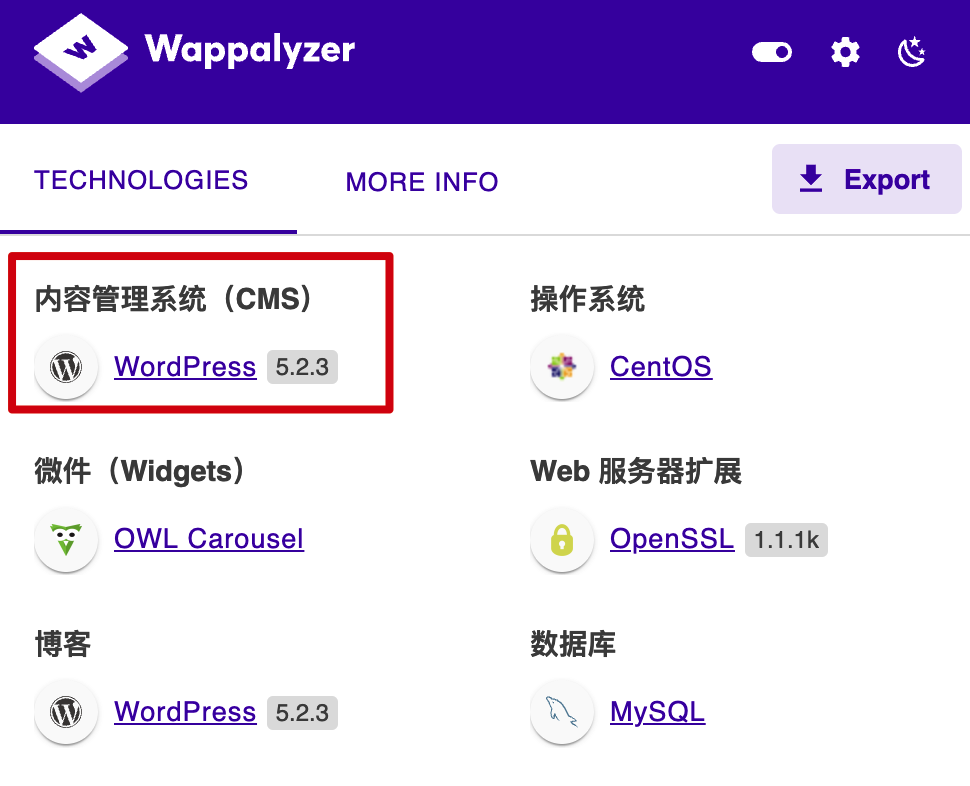 Wappalyzer
TECHNOLOGIES
MORE INFO
Export
内容管理系统（CMS）
WordPress 5.2.3
操作系统
CentOS
微件（Widgets）
OWL Carousel
Web 服务器扩展
OpenSSL 1.1.1k
博客
WordPress 5.2.3
数据库
MySQL